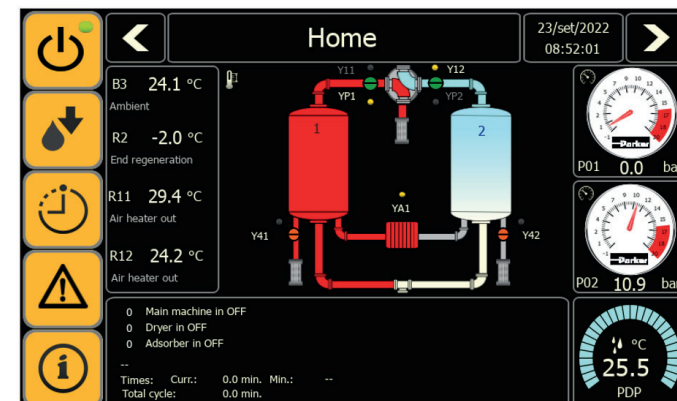 Home
23/set/2022
08:52:01
B3 24.1 °C
Ambient
R2 -2.0 °C
End regeneration
R11 29.4 °C
Air heater out
R12 24.2 °C
Air heater out
Y11
Y12
YP1
YP2
1
2
YA1
Y41
Y42
Parker
P01 0.0 ba
Parker
P02 10.9 ba
0 Main machine in OFF
0 Dryer in OFF
0 Adsorber in OFF
--
Times: Curr.: 0.0 min. Min.: --
Total cycle: 0.0 min.
°C
25.5
PDP